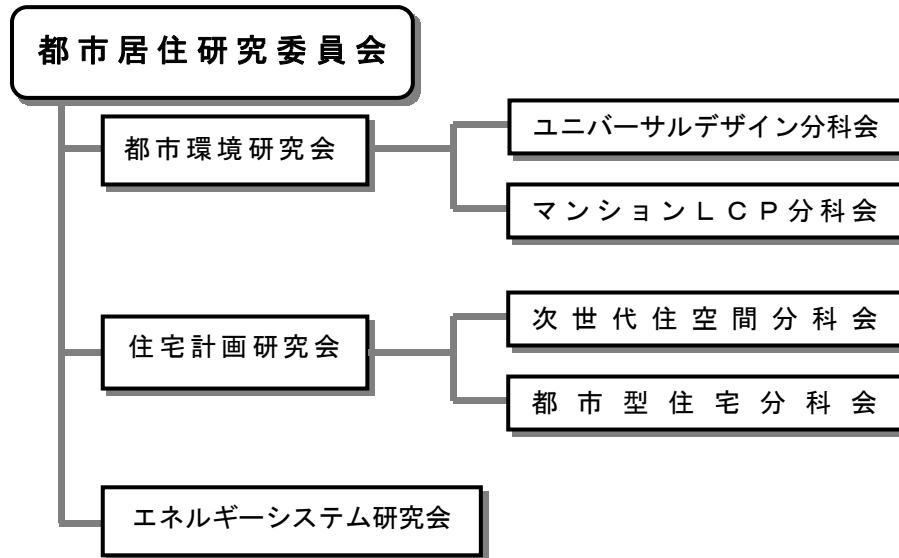 都市居住研究委員会
都市環境研究会
ユニバーサルデザイン分科会
マンションＬＣＰ分科会
住宅計画研究会
次世代住空間分科会
都市型住宅分科会
エネルギーシステム研究会